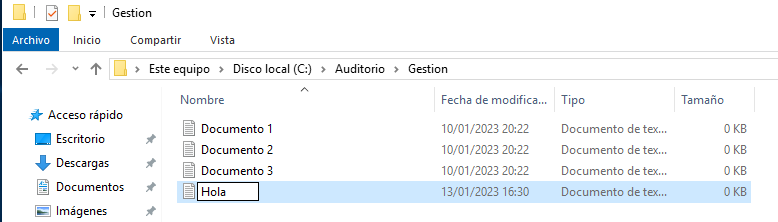 Gestion
Archivo Inicio Compartir Vista
Este equipo Disco local (C:) Auditorio Gestion
Nombre Fecha de modifica... Tipo Tamaño
Acceso rápido
Escritorio
Descargas
Documentos
Imágenes
Documento 1 10/01/2023 20:22 Documento de tex... 0 KB
Documento 2 10/01/2023 20:22 Documento de tex... 0 KB
Documento 3 10/01/2023 20:22 Documento de tex... 0 KB
Hola 13/01/2023 16:30 Documento de tex... 0 KB